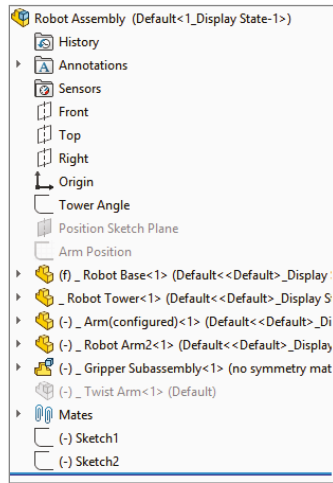 Robot Assembly (Default<1_Display State-1>)
History
Annotations
Sensors
Front
Top
Right
Origin
Tower Angle
Position Sketch Plane
Arm Position
(f) _ Robot Base<1> (Default<<Default>_Display
_ Robot Tower<1> (Default<<Default>_Display S
(-) _ Arm(configured)<1> (Default<<Default>_Di
(-) _ Robot Arm2<1> (Default<<Default>_Display
(-) _ Gripper Subassembly<1> (no symmetry mat
(-) _ Twist Arm<1> (Default)
Mates
(-) Sketch1
(-) Sketch2